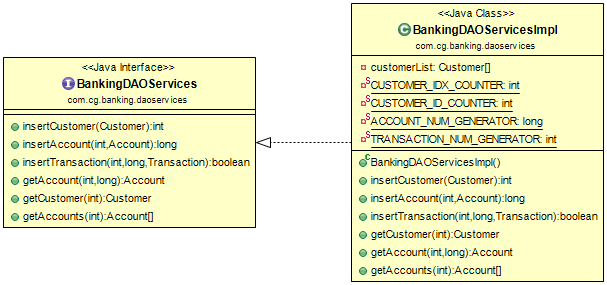 <<Java Interface>>
BankingDAOServices
com.cg.banking.daoservices
insertCustomer(Customer):int
insertAccount(int,Account):long
insertTransaction(int,long,Transaction):boolean
getAccount(int,long):Account
getCustomer(int):Customer
getAccounts(int):Account[]
<<Java Class>>
BankingDAOServicesImpl
com.cg.banking.daoservices
customerList: Customer[]
CUSTOMER_IDX_COUNTER: int
CUSTOMER_ID_COUNTER: int
ACCOUNT_NUM_GENERATOR: long
TRANSACTION_NUM_GENERATOR: int
BankingDAOServicesImpl()
insertCustomer(Customer):int
insertAccount(int,Account):long
insertTransaction(int,long,Transaction):boolean
getCustomer(int):Customer
getAccount(int,long):Account
getAccounts(int):Account[]